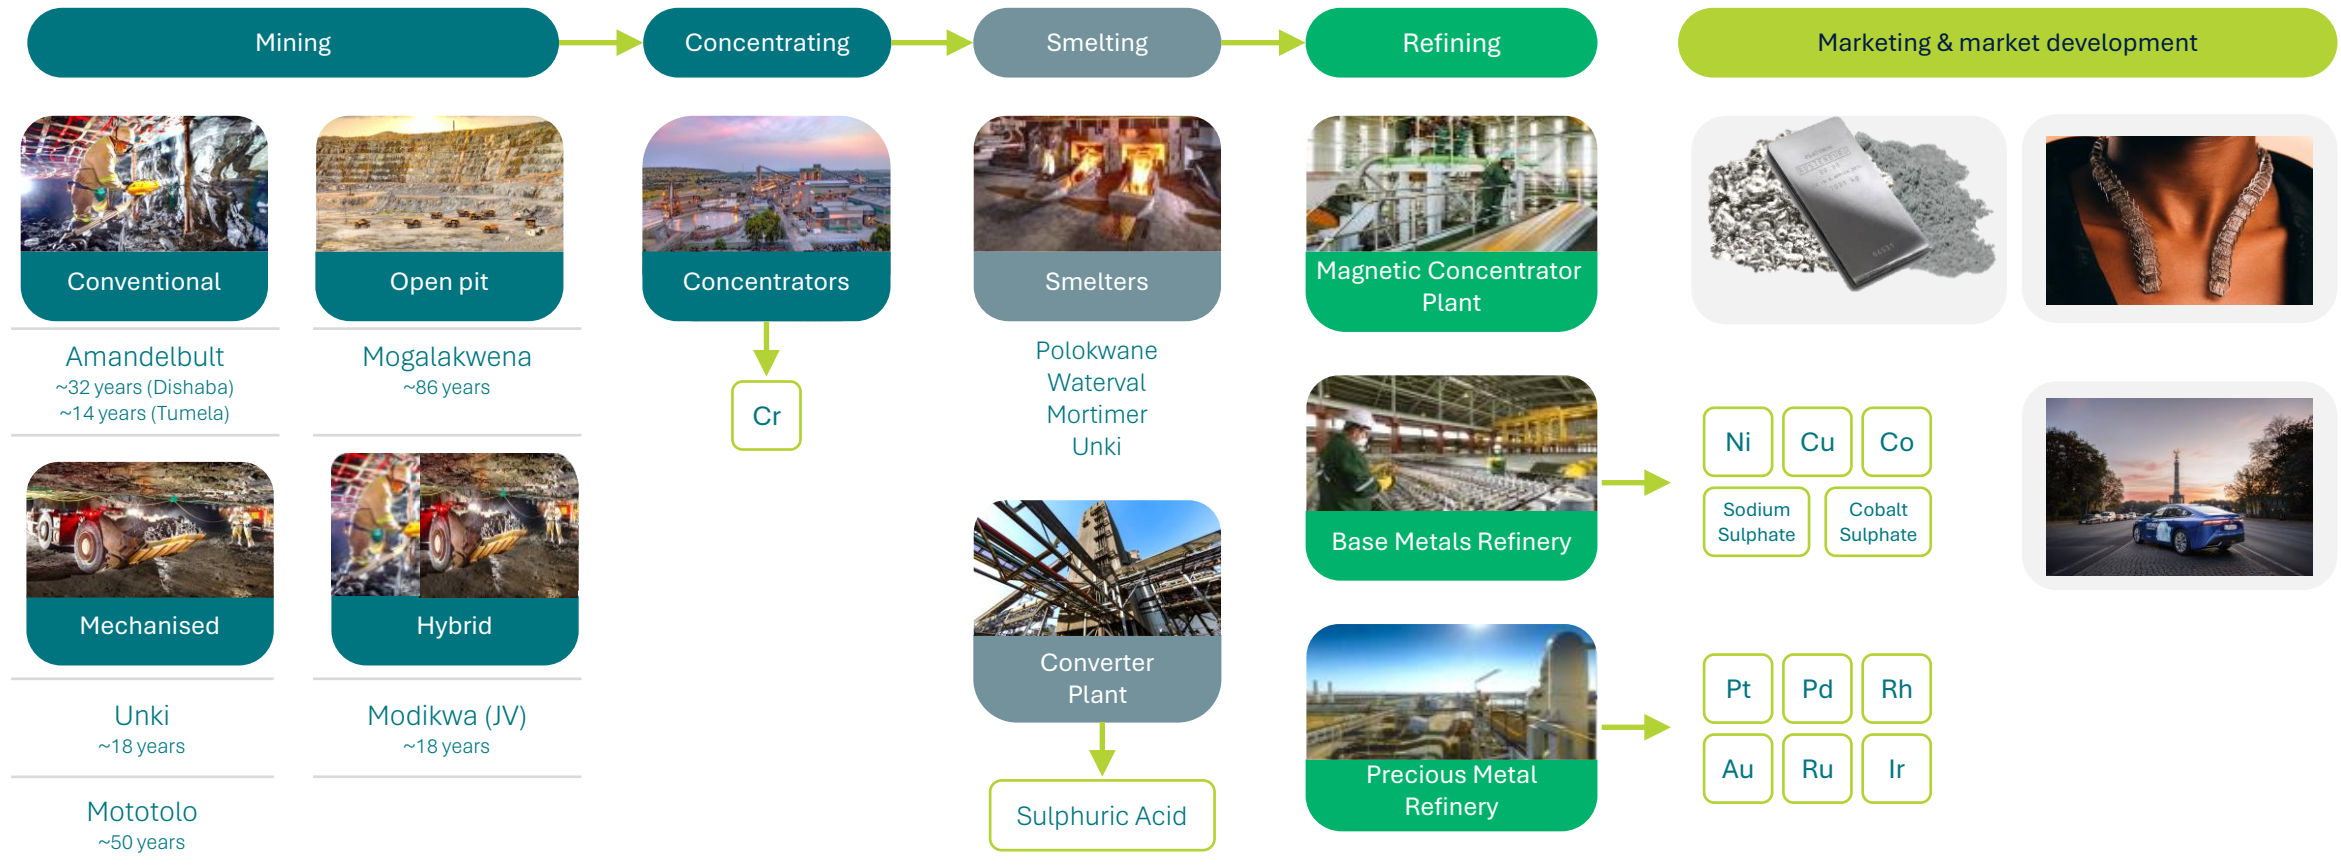 Mining
Concentrating
Smelting
Refining
Marketing & market development
Conventional
Open pit
Concentrators
Smelters
Magnetic Concentrator
Plant
Amandelbult
~32 years (Dishaba)
~14 years (Tumela)
Mogalakwena
~86 years
Cr
Polokwane
Waterval
Mortimer
Unki
Mechanised
Hybrid
Converter
Plant
Base Metals Refinery
Ni
Cu
Co
Sodium
Sulphate
Cobalt
Sulphate
Unki
~18 years
Modikwa (JV)
~18 years
Mototolo
~50 years
Sulphuric Acid
Precious Metal
Refinery
Pt
Pd
Rh
Au
Ru
Ir